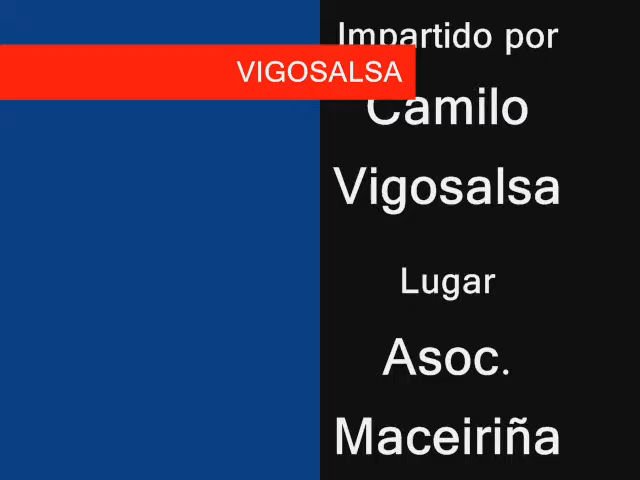 Impartido por
VIGOSALSA
Camilo
Vigosalsa
Lugar
Asoc.
Maceiriña